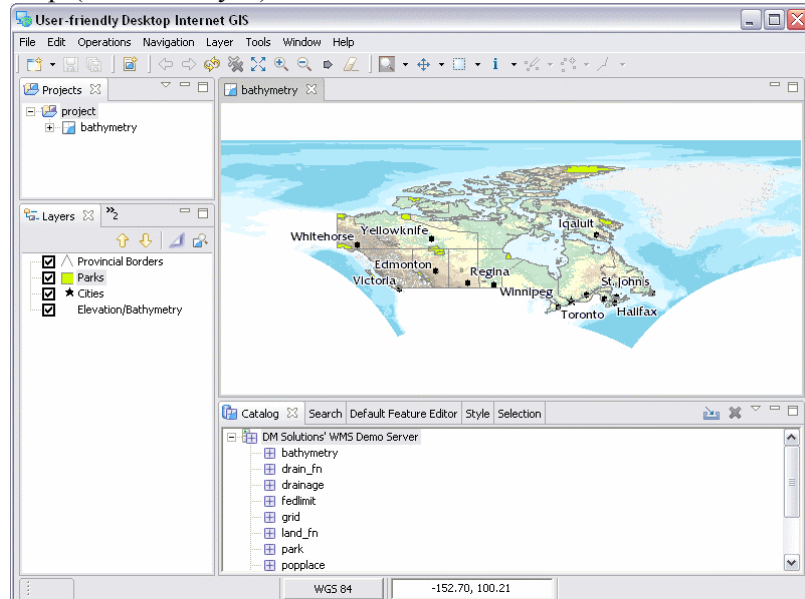 User-friendly Desktop Internet GIS
File Edit Operations Navigation Layer Tools Window Help
Projects
bathymetry
project
bathymetry
Layers
»2
Provincial Borders
Parks
Cities
Elevation/Bathymetry
Whitehorse
Yellowknife
Iqaluit
Edmonton
Regina
Victoria
Winnipeg
St. John's
Toronto
Halifax
Catalog Search Default Feature Editor Style Selection
DM Solutions' WMS Demo Server
bathymetry
drain_fn
drainage
fedlimit
grid
land_fn
park
popplace
WGS 84
-152.70, 100.21